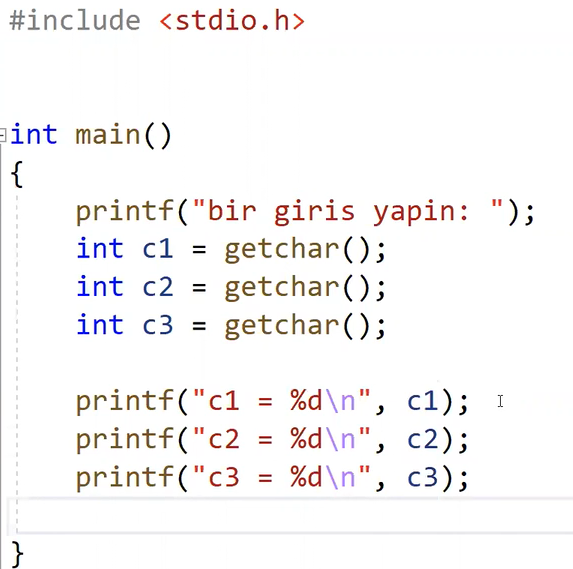 #include <stdio.h>
int main()
{
printf("bir giris yapin: ");
int c1 = getchar();
int c2 = getchar();
int c3 = getchar();
printf("c1 = %d\n", c1);
printf("c2 = %d\n", c2);
printf("c3 = %d\n", c3);
}